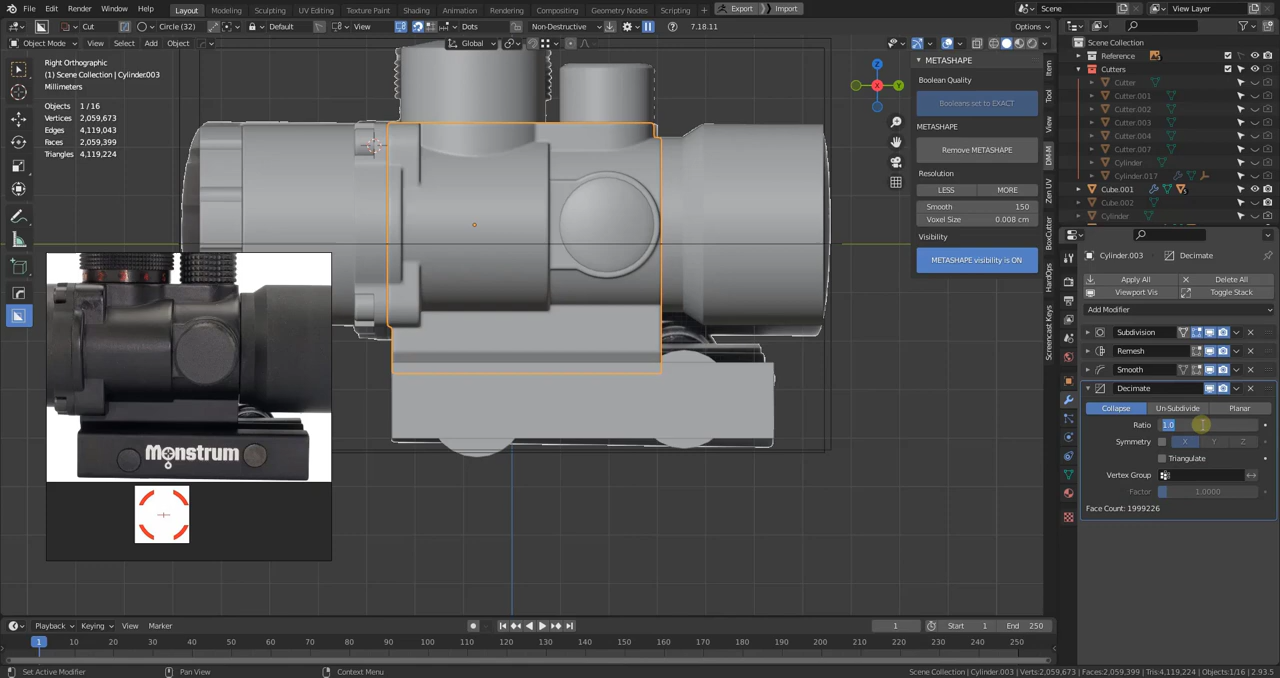 File Edit Render Window Help Layout Modeling Sculpting UV Editing Texture Paint Shading Animation Rendering Compositing Geometry Nodes Scripting + Export Import Scene View Layer
Cut Circle (32) Default View Dots Non-Destructive 7.18.11 Options
Object Mode View Select Add Object Global
Right Orthographic
(1) Scene Collection | Cylinder.003
Millimeters
Objects 1 / 16
Vertices 2,059,673
Edges 4,119,043
Faces 2,059,399
Triangles 4,119,224
Z
X
Y
METASHAPE
Boolean Quality
Booleans set to EXACT
METASHAPE
Remove METASHAPE
Resolution
LESS MORE
Smooth 150
Voxel Size 0.008 cm
Visibility
METASHAPE visibility is ON
Item
Tool
View
DM-M
Zen UV
BoxCutter
HardOps
Screencast Keys
Scene Collection
Reference
Cutters
Cutter
Cutter.001
Cutter.002
Cutter.003
Cutter.004
Cutter.007
Cylinder
Cylinder.017
Cube.001
Cube.002
Cylinder
Cylinder.003 Decimate
Apply All Delete All
Viewport Vis Toggle Stack
Add Modifier
Subdivision
Remesh
Smooth
Decimate
Collapse Un-Subdivide Planar
Ratio 1.0
Symmetry X Y Z
Triangulate
Vertex Group
Factor 1.0000
Face Count: 1999226
Monstrum
Playback Keying View Marker 1 Start 1 End 250
1 10 20 30 40 50 60 70 80 90 100 110 120 130 140 150 160 170 180 190 200 210 220 230 240 250
Set Active Modifier Pan View Context Menu Scene Collection | Cylinder.003 | Verts:2,059,673 | Faces:2,059,399 | Tris:4,119,224 | Objects:1/16 | 2.93.5